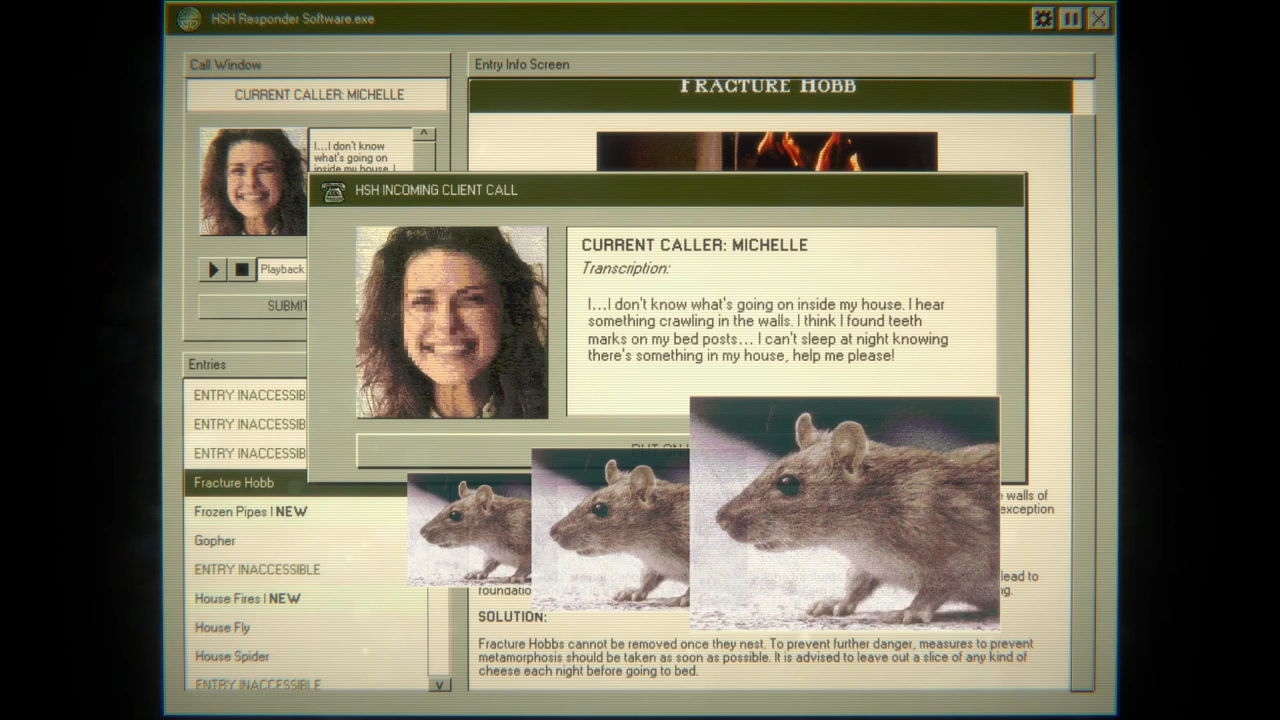 HSH Responder Software.exe
Call Window
CURRENT CALLER: MICHELLE
I...I don't know
what's going on
inside my house. I
Playback
SUBMIT
Entries
ENTRY INACCESSIB
ENTRY INACCESSIB
ENTRY INACCESSIB
Fracture Hobb
Frozen Pipes | NEW
Gopher
ENTRY INACCESSIBLE
House Fires | NEW
House Fly
House Spider
ENTRY INACCESSIBLE
Entry Info Screen
FRACTURE HOBB
HSH INCOMING CLIENT CALL
CURRENT CALLER: MICHELLE
Transcription:
I...I don't know what's going on inside my house. I hear
something crawling in the walls. I think I found teeth
marks on my bed posts... I can't sleep at night knowing
there's something in my house, help me please!
PUT ON
walls of
exception
lead to
foundatio
SOLUTION:
Fracture Hobbs cannot be removed once they nest. To prevent further danger, measures to prevent
metamorphosis should be taken as soon as possible. It is advised to leave out a slice of any kind of
cheese each night before going to bed.